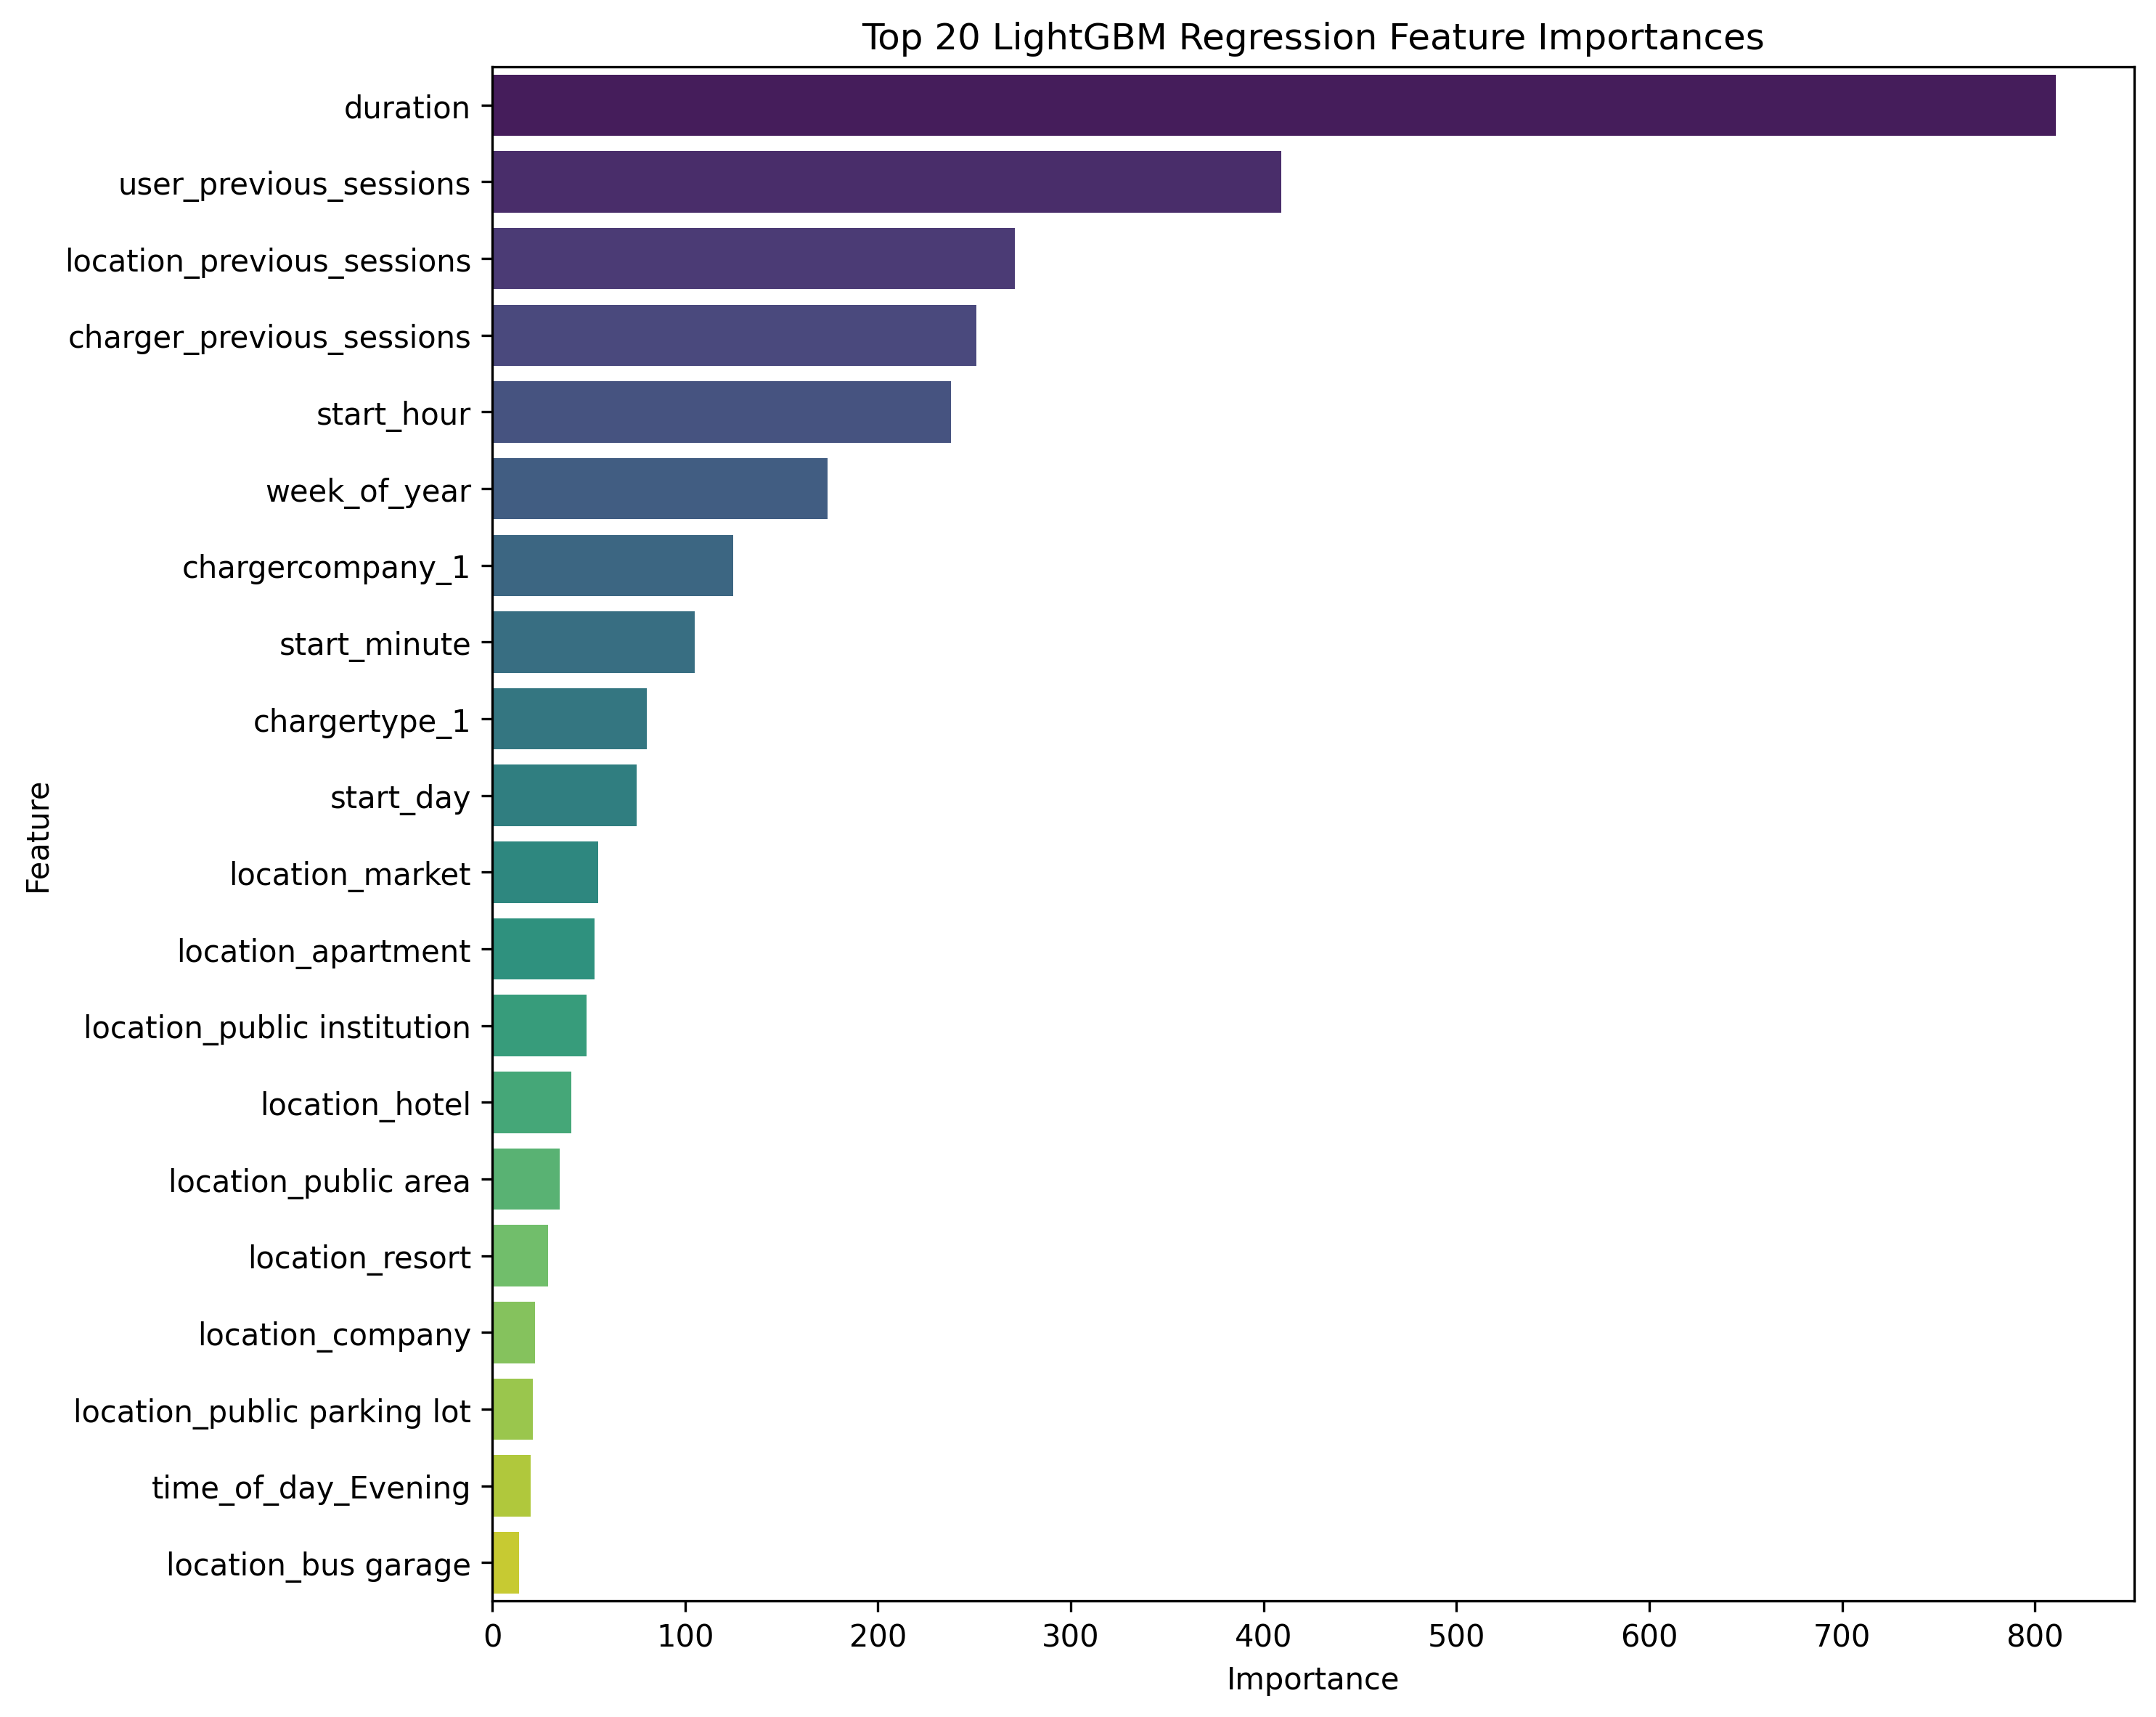 Top 20 LightGBM Regression Feature Importances
duration
user_previous_sessions
location_previous_sessions
charger_previous_sessions
start_hour
week_of_year
chargercompany_1
start_minute
chargertype_1
start_day
location_market
location_apartment
location_public institution
location_hotel
location_public area
location_resort
location_company
location_public parking lot
time_of_day_Evening
location_bus garage
Feature
0 100 200 300 400 500 600 700 800
Importance